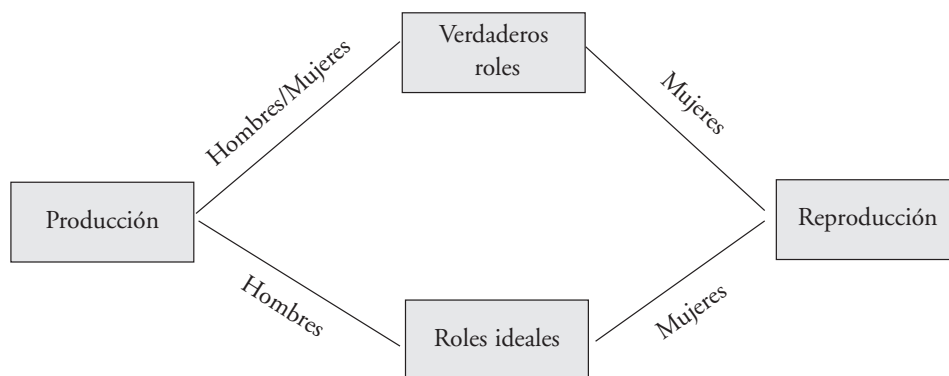 Verdaderos
roles
Hombres/Mujeres
Mujeres
Producción
Reproducción
Hombres
Mujeres
Roles ideales